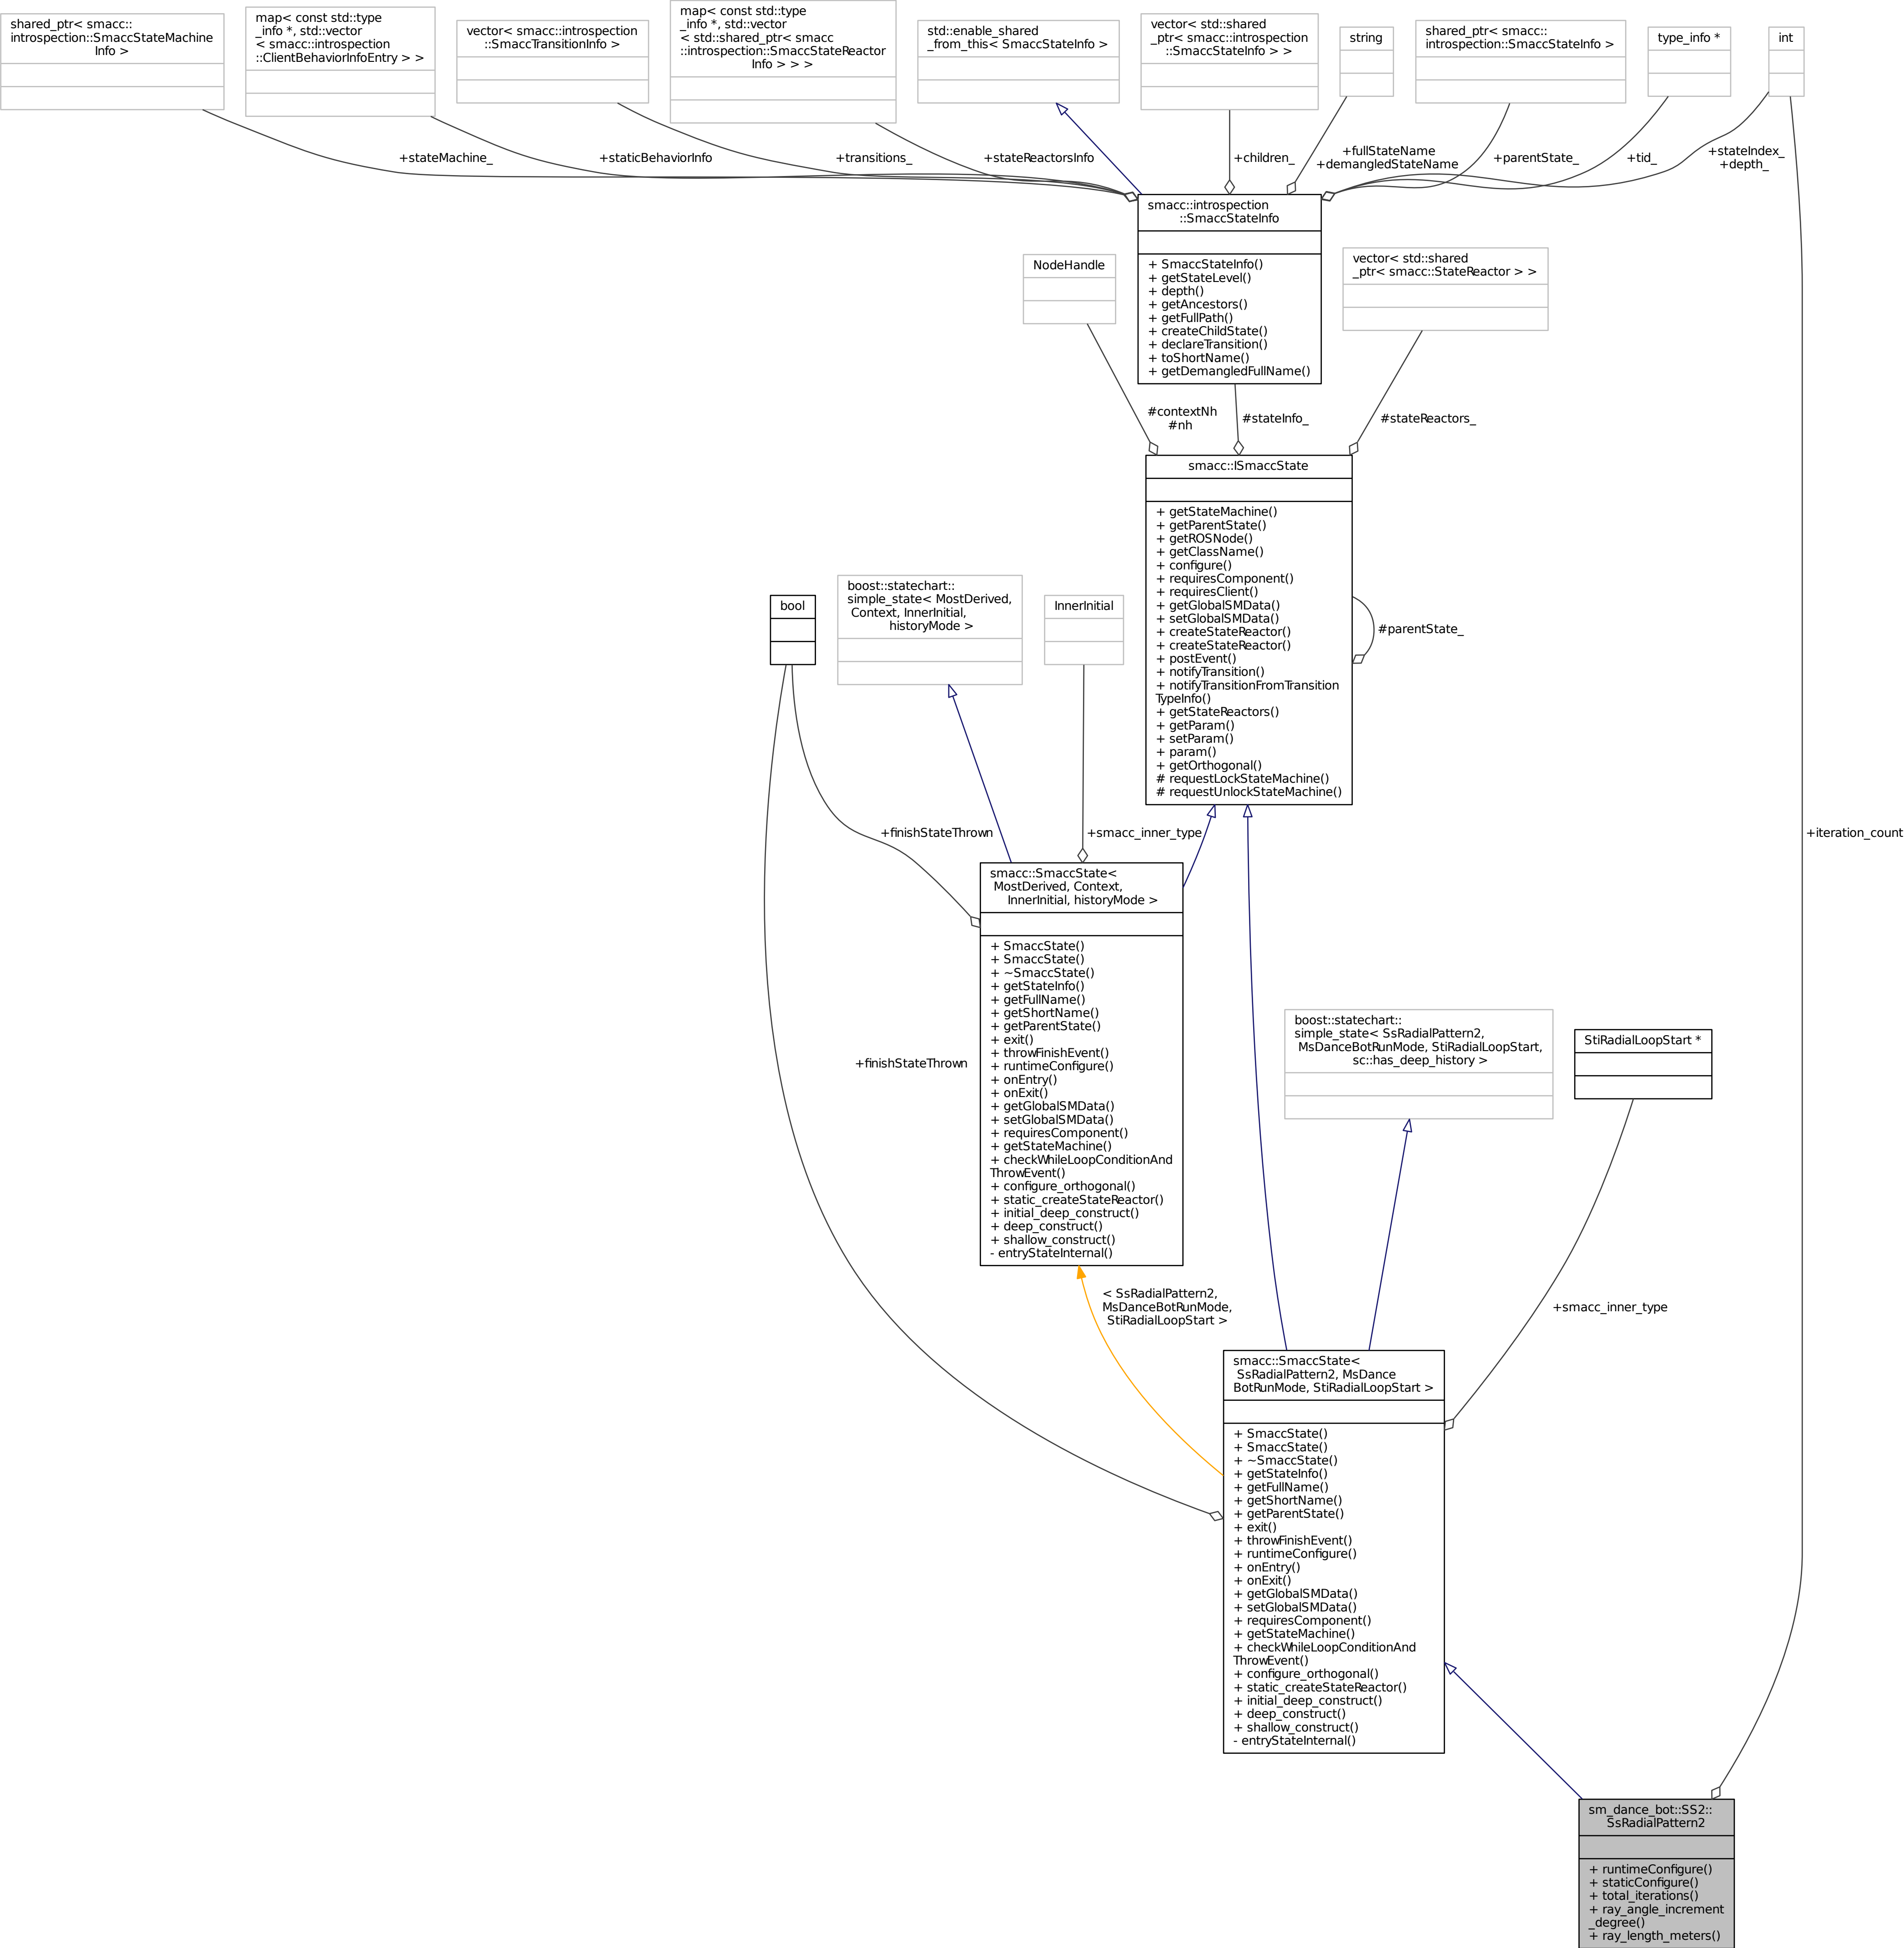 shared_ptr< smacc::
introspection::SmaccStateMachine
Info >
map< const std::type
_info *, std::vector
< smacc::introspection
::ClientBehaviorInfoEntry > >
vector< smacc::introspection
::SmaccTransitionInfo >
map< const std::type
_info *, std::vector
< std::shared_ptr< smacc
::introspection::SmaccStateReactor
Info > > >
std::enable_shared
_from_this< SmaccStateInfo >
vector< std::shared
_ptr< smacc::introspection
::SmaccStateInfo > >
string
shared_ptr< smacc::
introspection::SmaccStateInfo >
type_info *
int
+stateMachine_
+staticBehaviorInfo
+transitions_
+stateReactorsInfo
+children_
+fullStateName
+demangledStateName
+parentState_
+tid_
+stateIndex_
+depth_
smacc::introspection
::SmaccStateInfo
+ SmaccStateInfo()
+ getStateLevel()
+ depth()
+ getAncestors()
+ getFullPath()
+ createChildState()
+ declareTransition()
+ toShortName()
+ getDemangledFullName()
NodeHandle
vector< std::shared
_ptr< smacc::StateReactor > >
#contextNh
#nh
#stateInfo_
#stateReactors_
smacc::ISmaccState
+ getStateMachine()
+ getParentState()
+ getROSNode()
+ getClassName()
+ configure()
+ requiresComponent()
+ requiresClient()
+ getGlobalSMData()
+ setGlobalSMData()
+ createStateReactor()
+ createStateReactor()
+ postEvent()
+ notifyTransition()
+ notifyTransitionFromTransition
TypeInfo()
+ getStateReactors()
+ getParam()
+ setParam()
+ param()
+ getOrthogonal()
# requestLockStateMachine()
# requestUnlockStateMachine()
#parentState_
bool
boost::statechart::
simple_state< MostDerived,
Context, InnerInitial,
historyMode >
InnerInitial
+finishStateThrown
+smacc_inner_type
+iteration_count
smacc::SmaccState<
MostDerived, Context,
InnerInitial, historyMode >
+ SmaccState()
+ SmaccState()
+ ~SmaccState()
+ getStateInfo()
+ getFullName()
+ getShortName()
+ getParentState()
+ exit()
+ throwFinishEvent()
+ runtimeConfigure()
+ onEntry()
+ onExit()
+ getGlobalSMData()
+ setGlobalSMData()
+ requiresComponent()
+ getStateMachine()
+ checkWhileLoopConditionAnd
ThrowEvent()
+ configure_orthogonal()
+ static_createStateReactor()
+ initial_deep_construct()
+ deep_construct()
+ shallow_construct()
- entryStateInternal()
+finishStateThrown
boost::statechart::
simple_state< SsRadialPattern2,
MsDanceBotRunMode, StiRadialLoopStart,
sc::has_deep_history >
StiRadialLoopStart *
< SsRadialPattern2,
MsDanceBotRunMode,
StiRadialLoopStart >
+smacc_inner_type
smacc::SmaccState<
SsRadialPattern2, MsDance
BotRunMode, StiRadialLoopStart >
+ SmaccState()
+ SmaccState()
+ ~SmaccState()
+ getStateInfo()
+ getFullName()
+ getShortName()
+ getParentState()
+ exit()
+ throwFinishEvent()
+ runtimeConfigure()
+ onEntry()
+ onExit()
+ getGlobalSMData()
+ setGlobalSMData()
+ requiresComponent()
+ getStateMachine()
+ checkWhileLoopConditionAnd
ThrowEvent()
+ configure_orthogonal()
+ static_createStateReactor()
+ initial_deep_construct()
+ deep_construct()
+ shallow_construct()
- entryStateInternal()
sm_dance_bot::SS2::
SsRadialPattern2
+ runtimeConfigure()
+ staticConfigure()
+ total_iterations()
+ ray_angle_increment
_degree()
+ ray_length_meters()